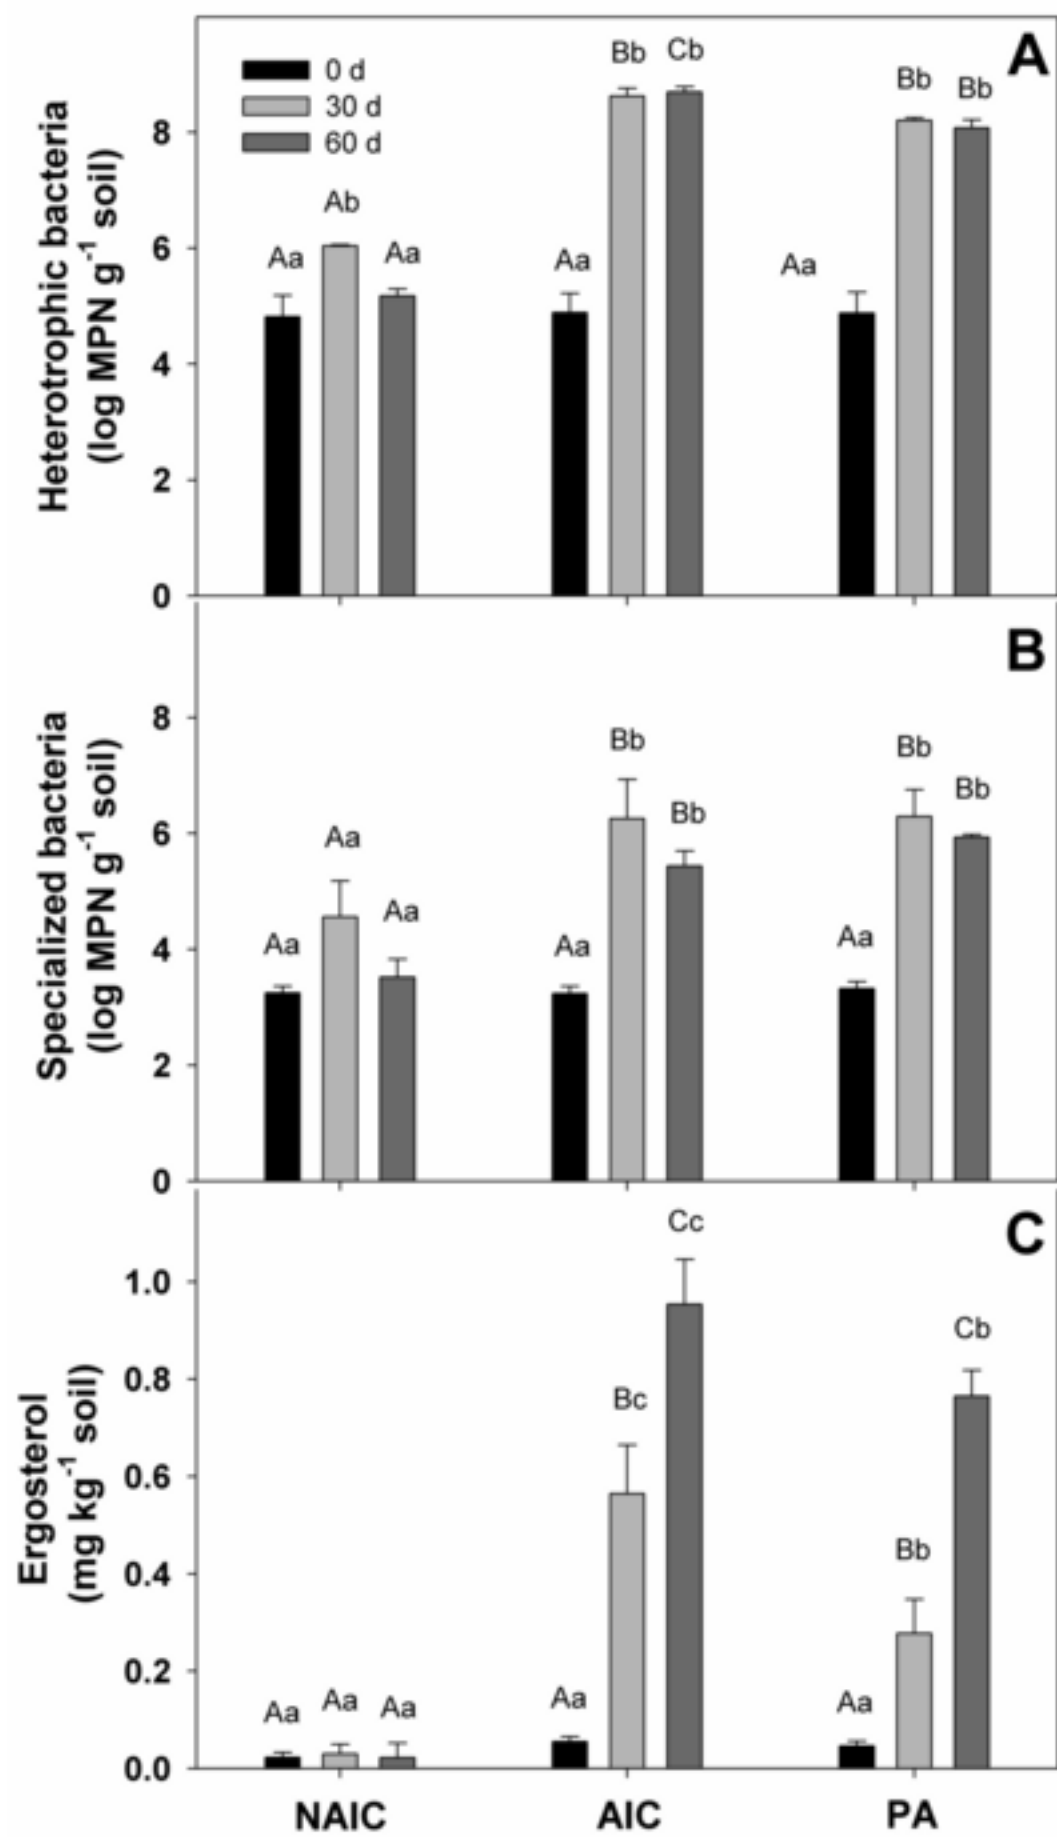 A
0 d
30 d
60 d
Heterotrophic bacteria
(log MPN g⁻¹ soil)
8
6
4
2
0
Aa
Ab
Aa
Aa
Bb
Cb
Aa
Bb
Bb
B
Specialized bacteria
(log MPN g⁻¹ soil)
8
6
4
2
0
Aa
Aa
Aa
Aa
Bb
Bb
Aa
Bb
Bb
C
Ergosterol
(mg kg⁻¹ soil)
1.0
0.8
0.6
0.4
0.2
0.0
Aa
Aa
Aa
Aa
Bc
Cc
Aa
Bb
Cb
NAIC
AIC
PA